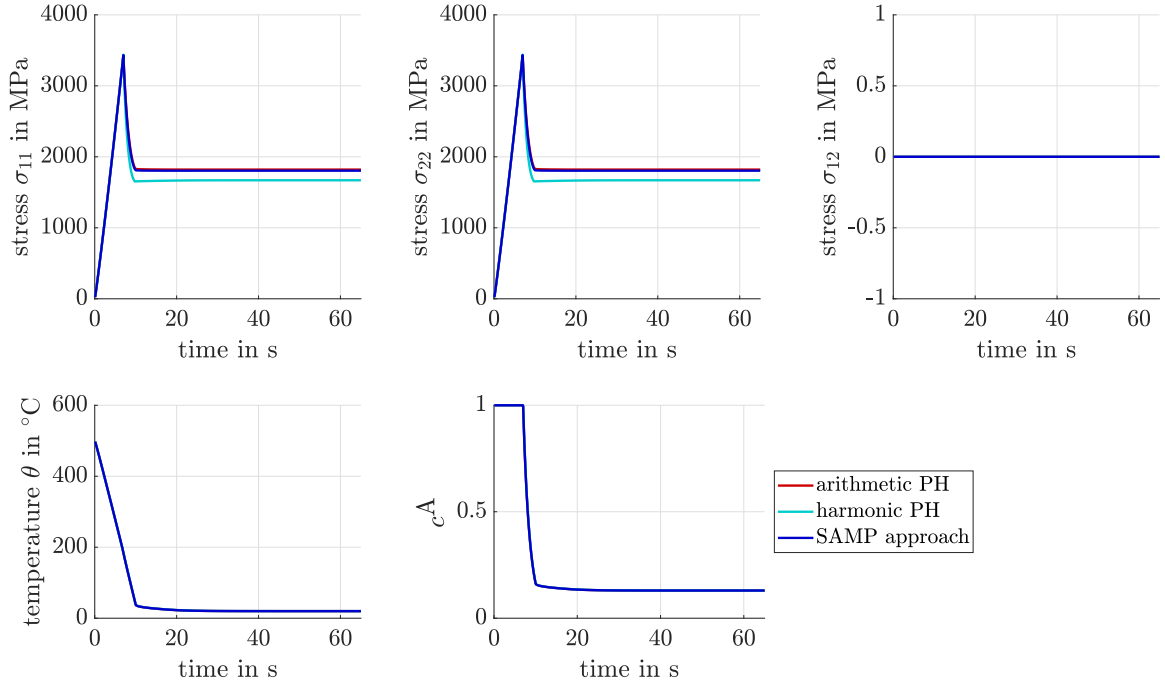 stress σ₁₁ in MPa
4000
3000
2000
1000
0
0 20 40 60
time in s
stress σ₂₂ in MPa
4000
3000
2000
1000
0
0 20 40 60
time in s
stress σ₁₂ in MPa
1
0.5
0
-0.5
-1
0 20 40 60
time in s
temperature θ in °C
600
400
200
0
0 20 40 60
time in s
cᴬ
1
0.5
0
0 20 40 60
time in s
arithmetic PH
harmonic PH
SAMP approach